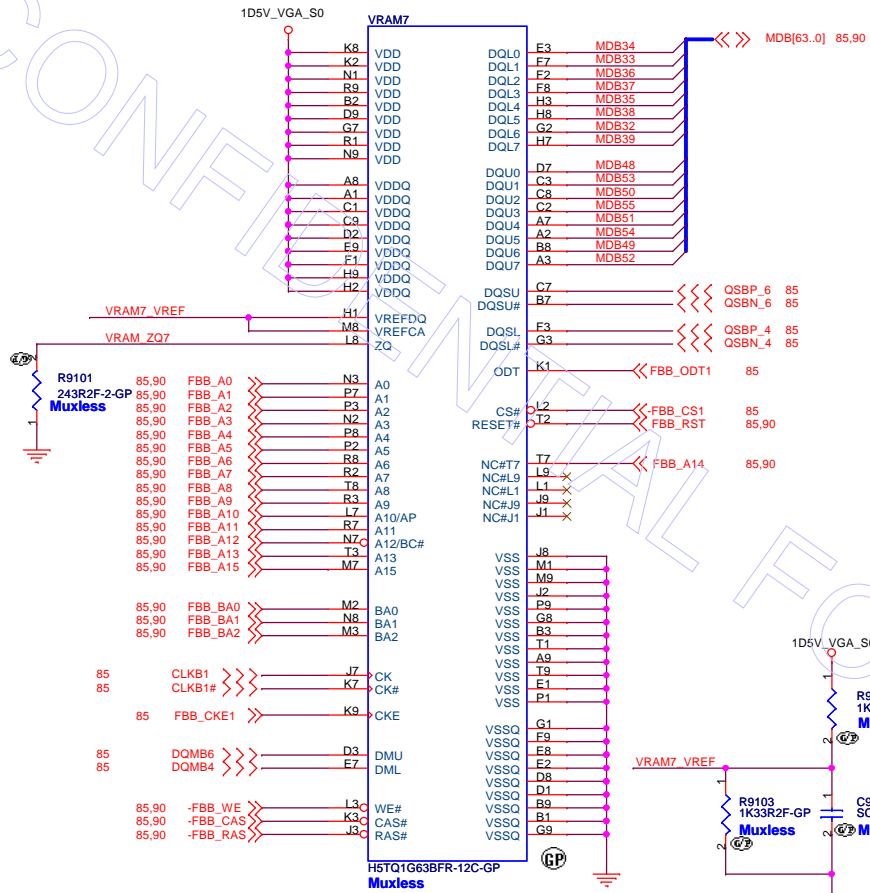 1D5V_VGA_S0
VRAM7
K8 VDD DQL0 E3 MDB34 MDB[63..0] 85,90
K2 VDD DQL1 F7 MDB33
N1 VDD DQL2 F2 MDB36
R9 VDD DQL3 F8 MDB37
B2 VDD DQL4 H3 MDB35
D9 VDD DQL5 H8 MDB38
G7 VDD DQL6 G2 MDB32
R1 VDD DQL7 H7 MDB39
N9 VDD
DQU0 D7 MDB48
A8 VDDQ DQU1 C3 MDB53
A1 VDDQ DQU2 C8 MDB50
C1 VDDQ DQU3 C2 MDB55
C9 VDDQ DQU4 A7 MDB51
D2 VDDQ DQU5 A2 MDB54
E9 VDDQ DQU6 B8 MDB49
F1 VDDQ DQU7 A3 MDB52
H9 VDDQ
H2 VDDQ DQSU C7 QSBP_6 85
DQSU# B7 QSBN_6 85
VRAM7_VREF H1 VREFDQ
M8 VREFCA DQSL F3 QSBP_4 85
VRAM_ZQ7 L8 ZQ DQSL# G3 QSBN_4 85
2 G/P
ODT K1 FBB_ODT1 85
R9101
243R2F-2-GP
Muxless
1
85,90 FBB_A0 N3 A0
85,90 FBB_A1 P7 A1
85,90 FBB_A2 P3 A2 CS# L2 -FBB_CS1 85
85,90 FBB_A3 N2 A3 RESET# T2 FBB_RST 85,90
85,90 FBB_A4 P8 A4
85,90 FBB_A5 P2 A5
85,90 FBB_A6 R8 A6 NC#T7 T7 FBB_A14 85,90
85,90 FBB_A7 R2 A7 NC#L9 L9
85,90 FBB_A8 T8 A8 NC#L1 L1
85,90 FBB_A9 R3 A9 NC#J9 J9
85,90 FBB_A10 L7 A10/AP NC#J1 J1
85,90 FBB_A11 R7 A11
85,90 FBB_A12 N7 A12/BC#
85,90 FBB_A13 T3 A13 VSS J8
85,90 FBB_A15 M7 A15 VSS M1
VSS M9
VSS J2
85,90 FBB_BA0 M2 BA0 VSS P9
85,90 FBB_BA1 N8 BA1 VSS G8
85,90 FBB_BA2 M3 BA2 VSS B3
VSS T1
VSS A9
85 CLKB1 J7 CK VSS T9
85 CLKB1# K7 CK# VSS E1
VSS P1
85 FBB_CKE1 K9 CKE
VSSQ G1
VSSQ F9
85 DQMB6 D3 DMU VSSQ E8
85 DQMB4 E7 DML VSSQ E2
VSSQ D8
VSSQ D1
85,90 -FBB_WE L3 WE# VSSQ B9
85,90 -FBB_CAS K3 CAS# VSSQ B1
85,90 -FBB_RAS J3 RAS# VSSQ G9
H5TQ1G63BFR-12C-GP
Muxless
GP
1D5V_VGA_S0
1
R9
1K
M
2 G/P
VRAM7_VREF
1 1
R9103
1K33R2F-GP
Muxless
2 G/P
C9
SC
M
2 G/P
CONFIDENTIAL FO